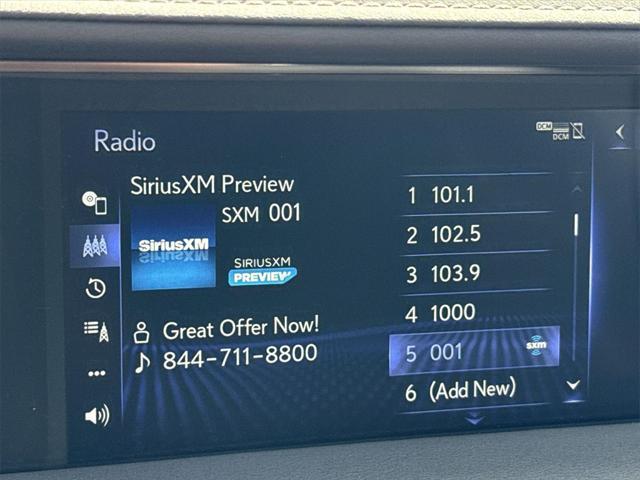 Radio
DCM
DCM
SiriusXM Preview
SXM 001
SiriusXM
SIRIUSXM
PREVIEW
Great Offer Now!
844-711-8800
1 101.1
2 102.5
3 103.9
4 1000
5 001 sxm
6 (Add New)